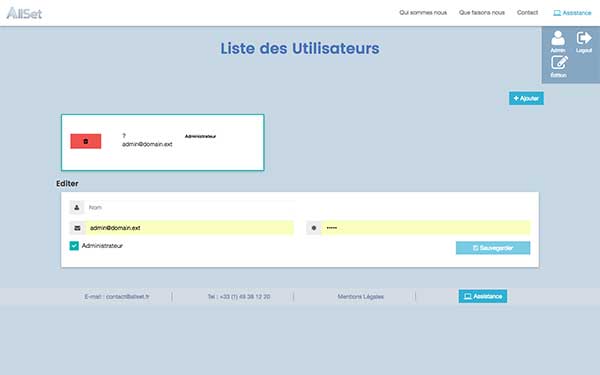 AllSet
Qui sommes nous
Que faisons nous
Contact
Assistance
Liste des Utilisateurs
Admin
Logout
Édition
+ Ajouter
?
Administrateur
admin@domain.ext
Editer
Nom
admin@domain.ext
•••••
Administrateur
Sauvegarder
E-mail : contact@allset.fr
Tel : +33 (1) 49 38 12 20
Mentions Légales
Assistance